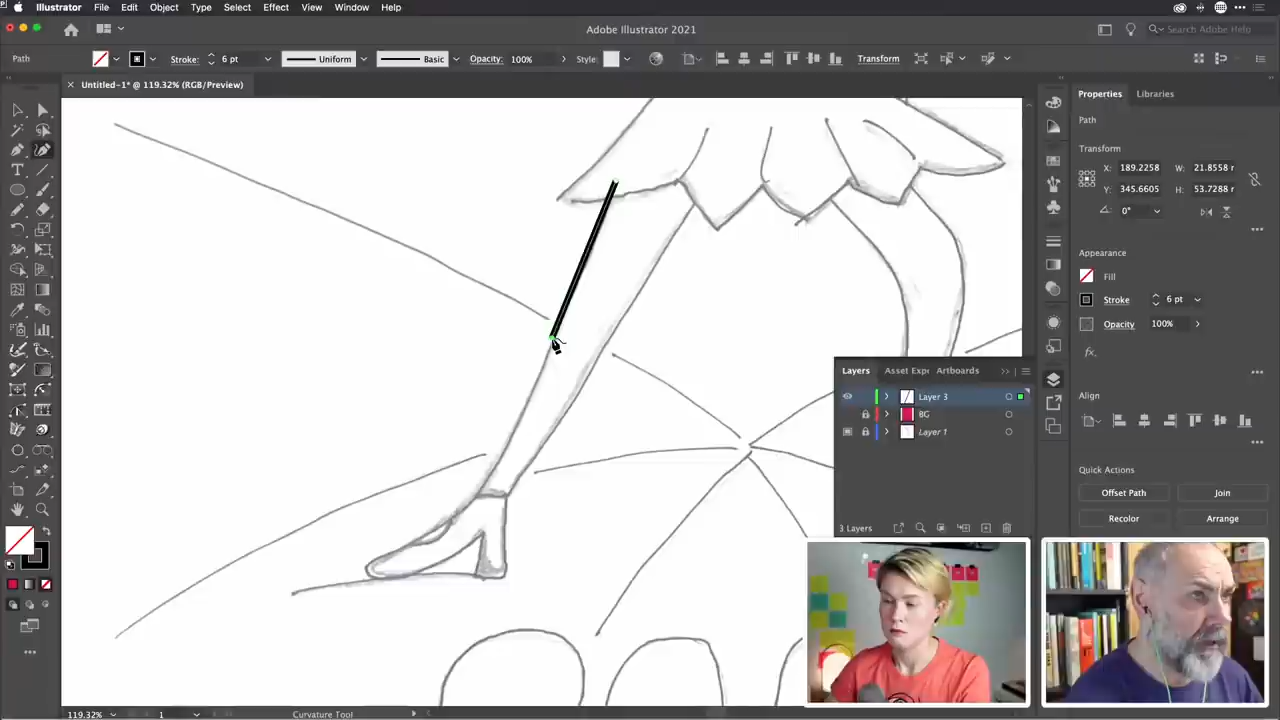 Illustrator File Edit Object Type Select Effect View Window Help
Adobe Illustrator 2021
Search Adobe Help
Path
Stroke: 6 pt
Uniform
Basic
Opacity: 100%
Style:
Transform
Untitled-1* @ 119.32% (RGB/Preview)
Properties Libraries
Path
Transform
X: 189.2258 W: 21.8558
Y: 345.6605 H: 53.7288
0°
Appearance
Fill
Stroke 6 pt
Opacity 100%
fx.
Align
Quick Actions
Offset Path Join
Recolor Arrange
Layers Asset Exp Artboards
Layer 3
BG
Layer 1
3 Layers
119.32% 1 Curvature Tool